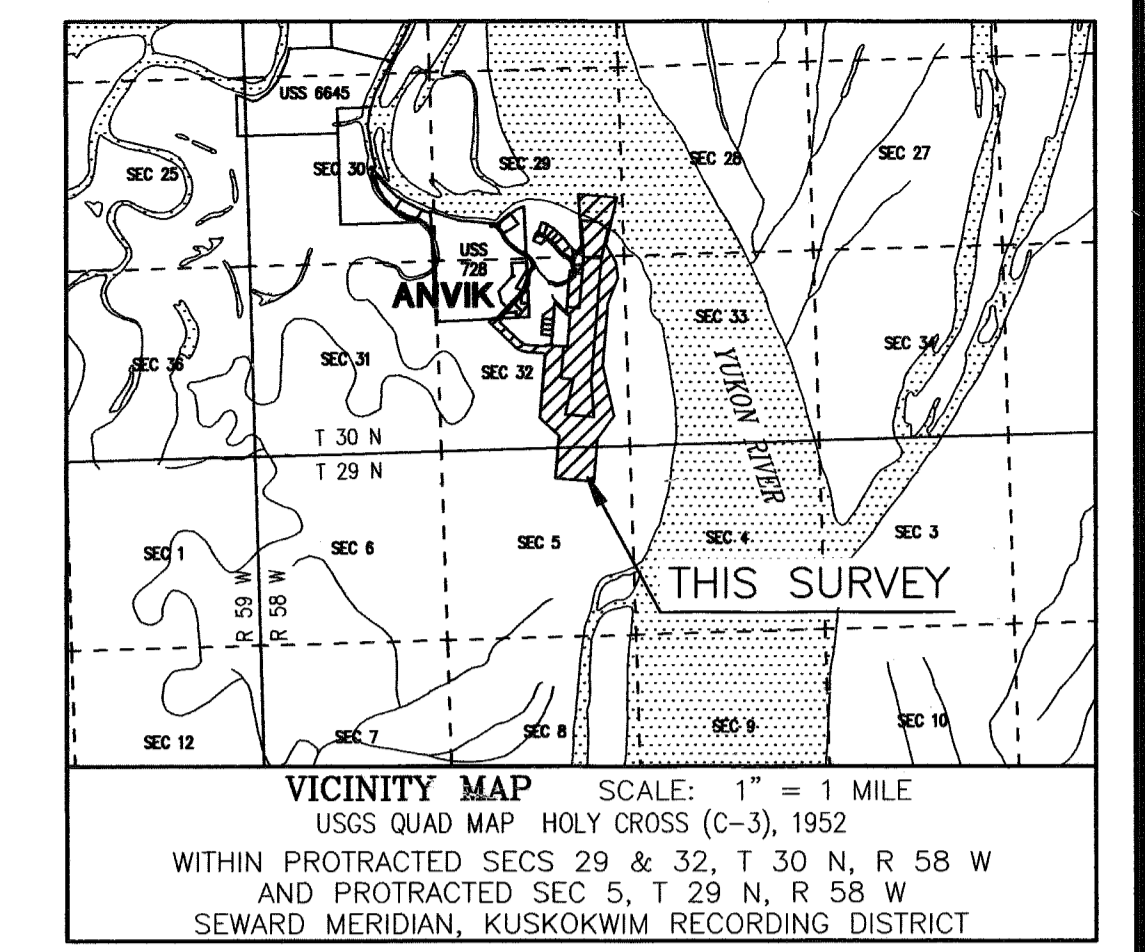 USS 6645
SEC 25
SEC 30
SEC 29
SEC 28
SEC 27
USS
728
ANVIK
SEC 33
SEC 34
SEC 36
SEC 31
SEC 32
YUKON RIVER
T 30 N
T 29 N
SEC 1
SEC 6
SEC 5
SEC 4
SEC 3
R 59 W
R 58 W
THIS SURVEY
SEC 12
SEC 7
SEC 8
SEC 9
SEC 10
VICINITY MAP SCALE: 1" = 1 MILE
USGS QUAD MAP HOLY CROSS (C-3), 1952
WITHIN PROTRACTED SECS 29 & 32, T 30 N, R 58 W
AND PROTRACTED SEC 5, T 29 N, R 58 W
SEWARD MERIDIAN, KUSKOKWIM RECORDING DISTRICT